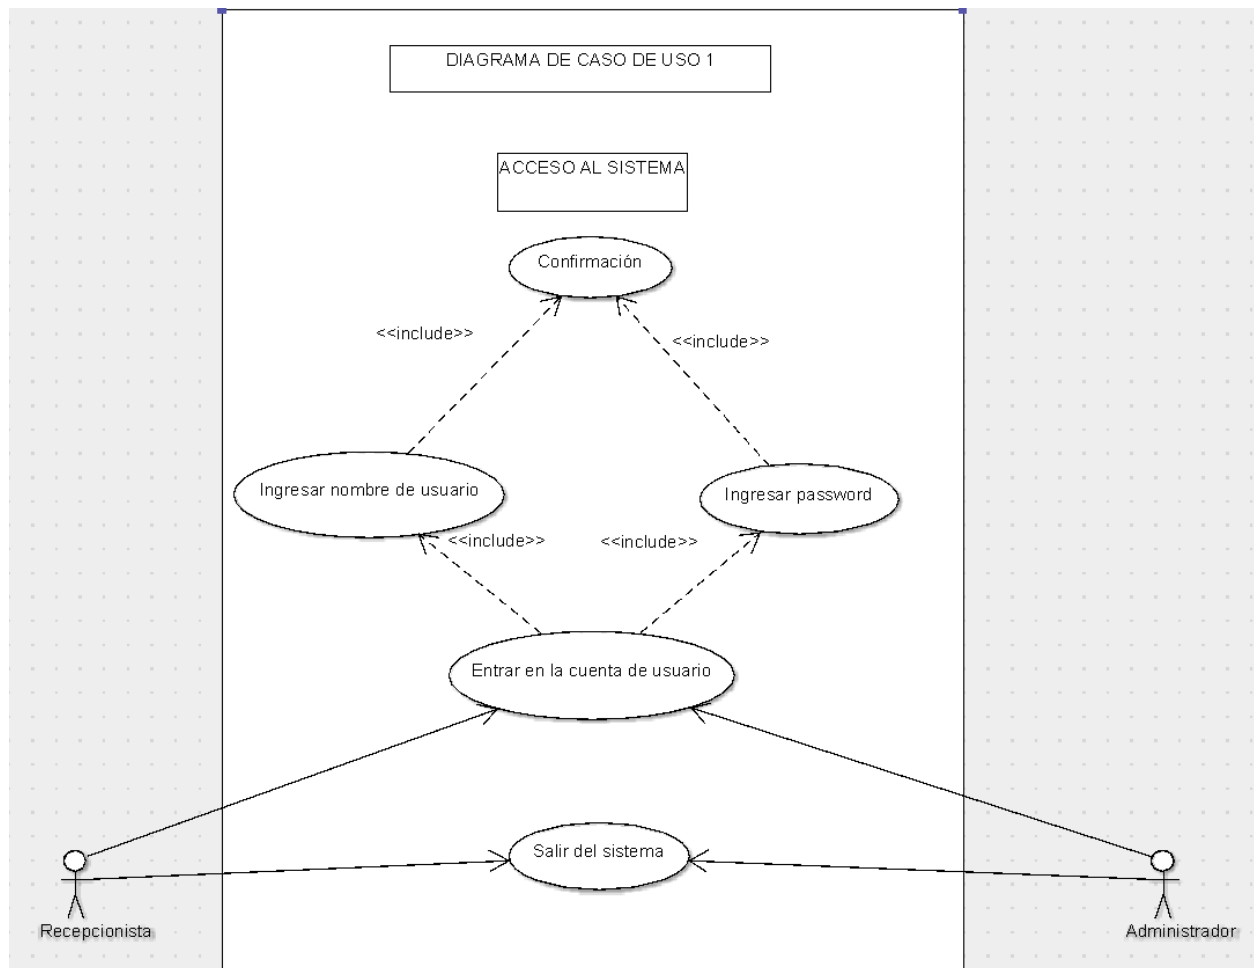 DIAGRAMA DE CASO DE USO 1
ACCESO AL SISTEMA
Confirmación
<<include>>
<<include>>
Ingresar nombre de usuario
Ingresar password
<<include>>
<<include>>
Entrar en la cuenta de usuario
Salir del sistema
Recepcionista
Administrador